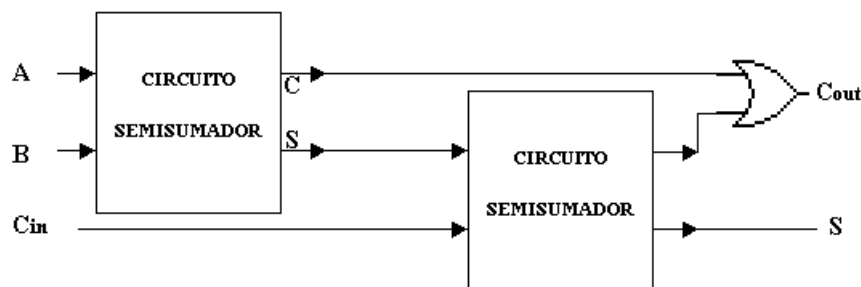 A
CIRCUITO
SEMISUMADOR
C
Cout
B
S
CIRCUITO
SEMISUMADOR
Cin
S